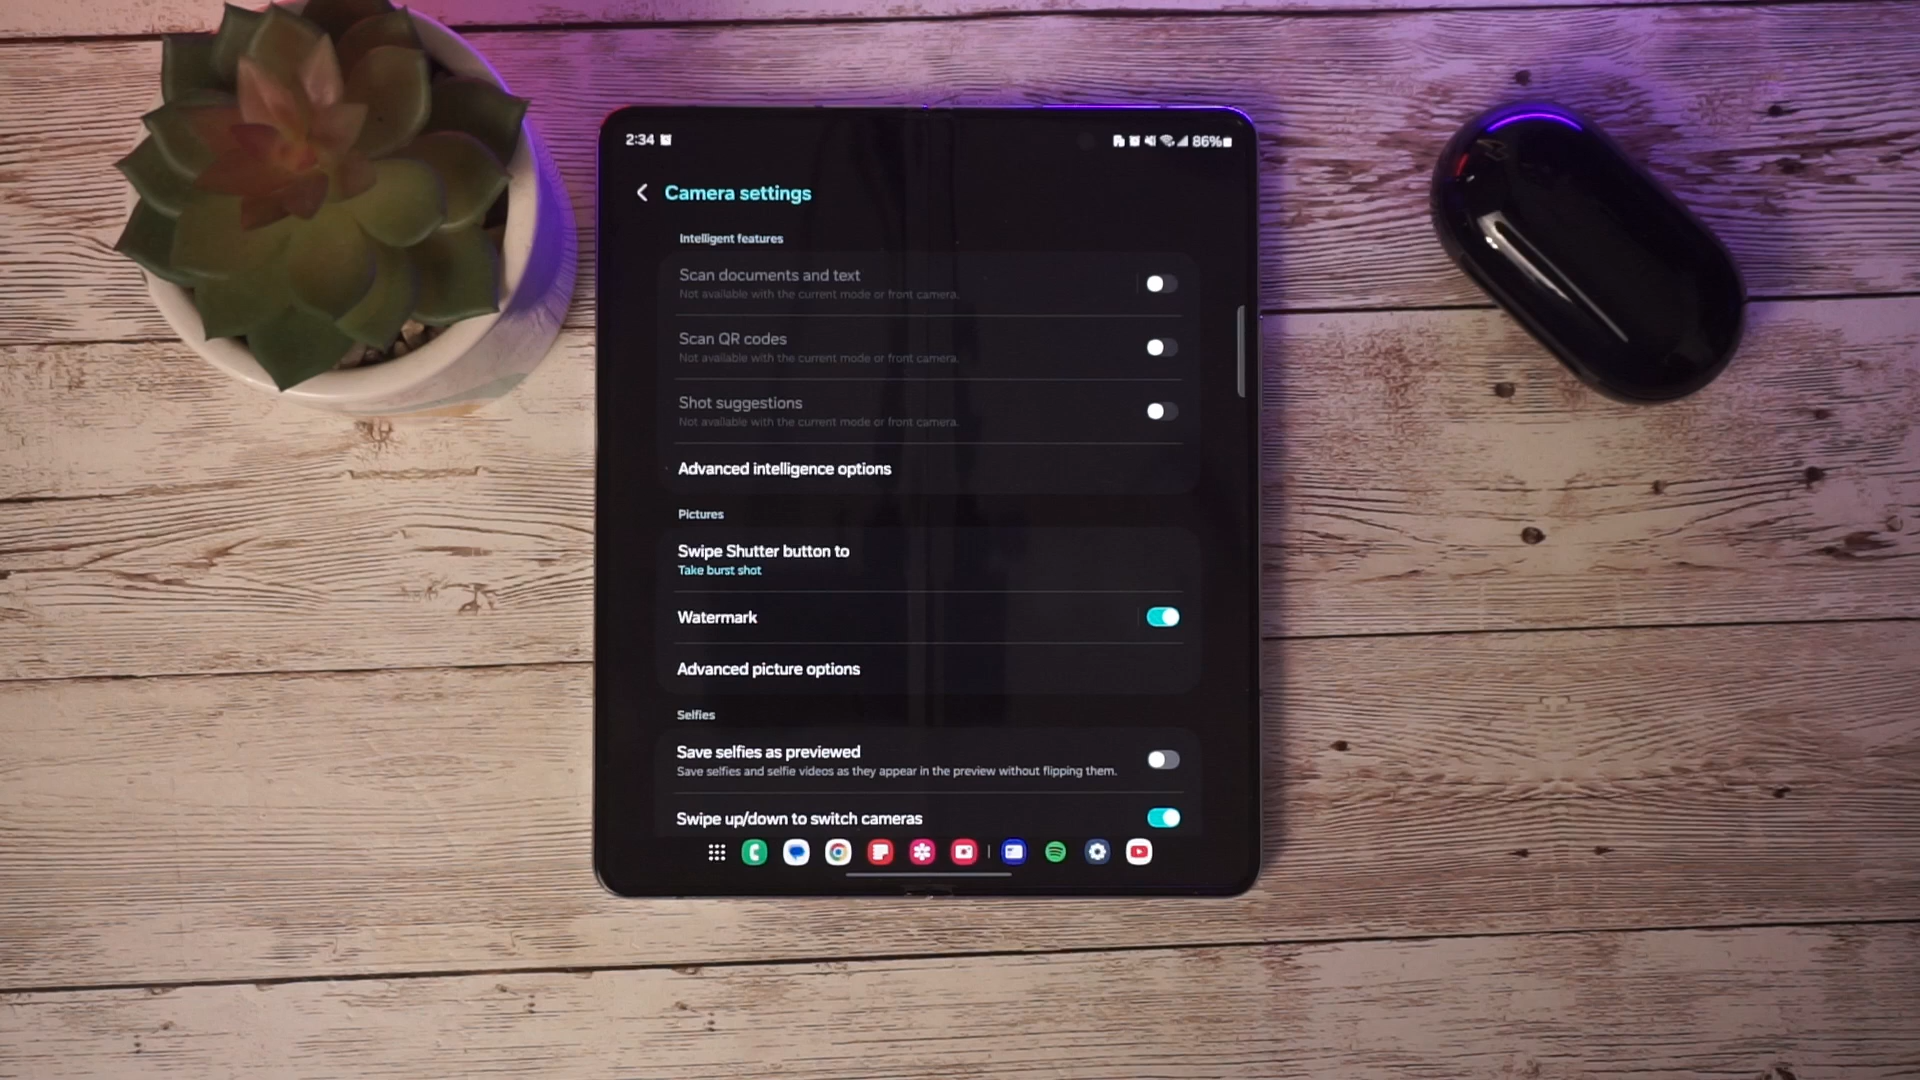 2:34
86%
Camera settings
Intelligent features
Scan documents and text
Not available with the current mode or front camera.
Scan QR codes
Not available with the current mode or front camera.
Shot suggestions
Not available with the current mode or front camera.
Advanced intelligence options
Pictures
Swipe Shutter button to
Take burst shot
Watermark
Advanced picture options
Selfies
Save selfies as previewed
Save selfies and selfie videos as they appear in the preview without flipping them.
Swipe up/down to switch cameras